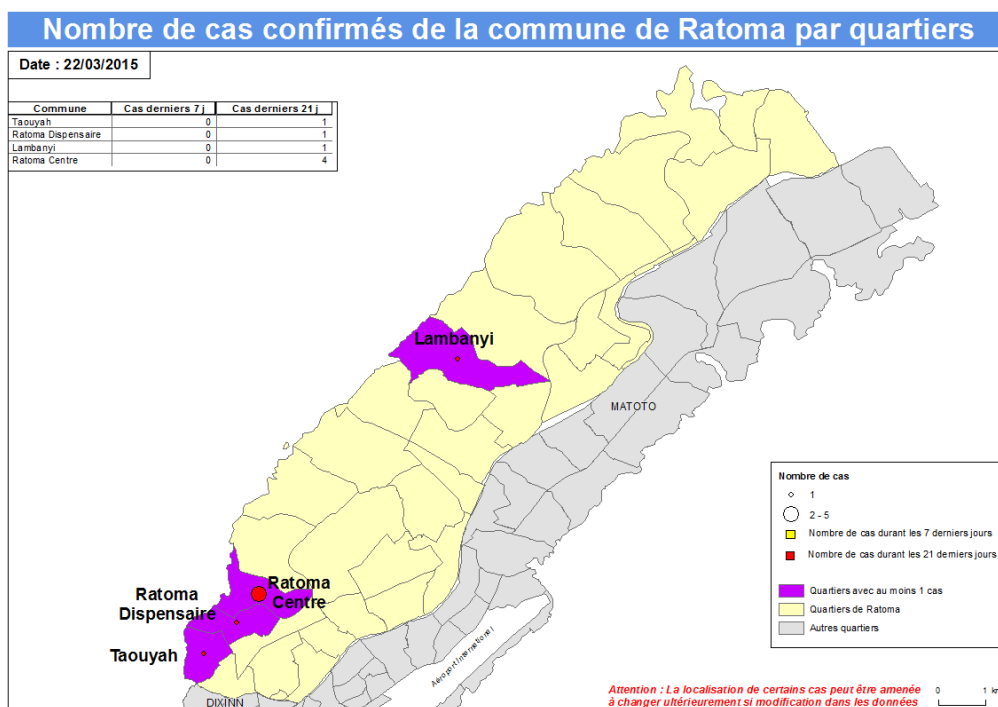 Nombre de cas confirmés de la commune de Ratoma par quartiers
Date : 22/03/2015
Commune Cas derniers 7 j Cas derniers 21 j
Taouyah 0 1
Ratoma Dispensaire 0 1
Lambanyi 0 1
Ratoma Centre 0 4
Lambanyi
MATOTO
Nombre de cas
1
2 - 5
Nombre de cas durant les 7 derniers jours
Nombre de cas durant les 21 derniers jours
Quartiers avec au moins 1 cas
Quartiers de Ratoma
Autres quartiers
Ratoma
Centre
Ratoma
Dispensaire
Taouyah
Aéroport International
DIXINN
Attention : La localisation de certains cas peut être amenée
à changer ultérieurement si modification dans les données
0 1 km